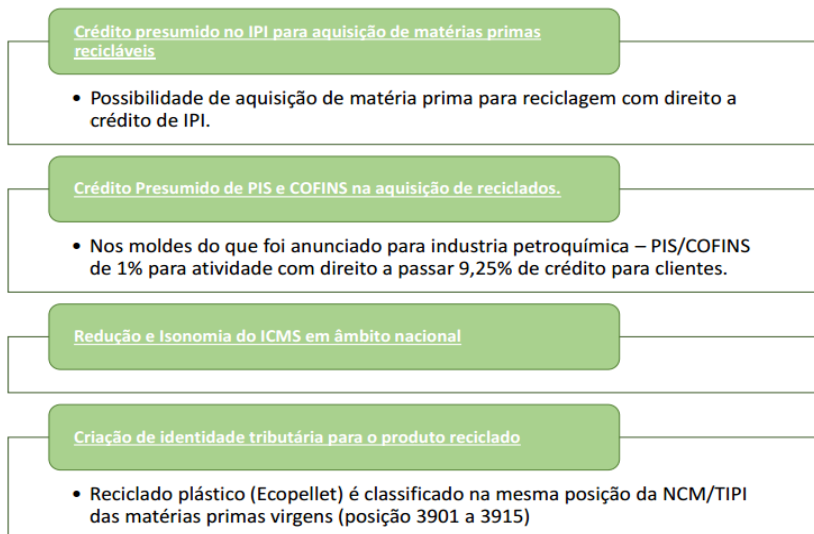 Crédito presumido no IPI para aquisição de matérias primas
recicláveis
• Possibilidade de aquisição de matéria prima para reciclagem com direito a
crédito de IPI.
Crédito Presumido de PIS e COFINS na aquisição de reciclados.
• Nos moldes do que foi anunciado para industria petroquímica – PIS/COFINS
de 1% para atividade com direito a passar 9,25% de crédito para clientes.
Redução e Isonomia do ICMS em âmbito nacional
Criação de identidade tributária para o produto reciclado
• Reciclado plástico (Ecopellet) é classificado na mesma posição da NCM/TIPI
das matérias primas virgens (posição 3901 a 3915)